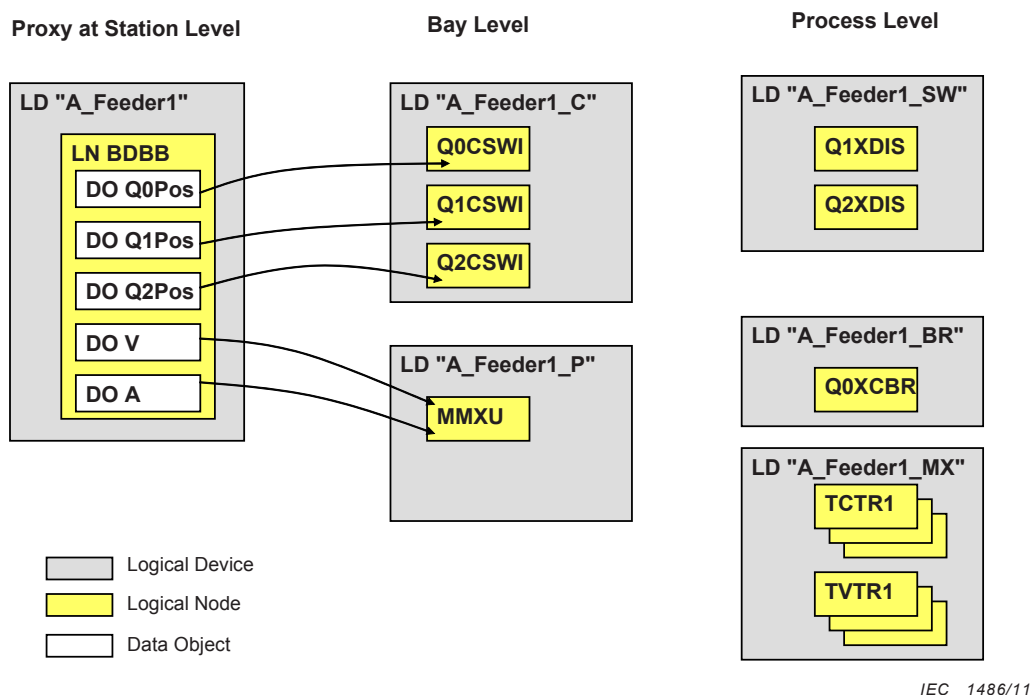 Proxy at Station Level
Bay Level
Process Level
LD "A_Feeder1"
LN BDBB
DO Q0Pos
DO Q1Pos
DO Q2Pos
DO V
DO A
LD "A_Feeder1_C"
Q0CSWI
Q1CSWI
Q2CSWI
LD "A_Feeder1_P"
MMXU
LD "A_Feeder1_SW"
Q1XDIS
Q2XDIS
LD "A_Feeder1_BR"
Q0XCBR
LD "A_Feeder1_MX"
TCTR1
TVTR1
Logical Device
Logical Node
Data Object
IEC 1486/11